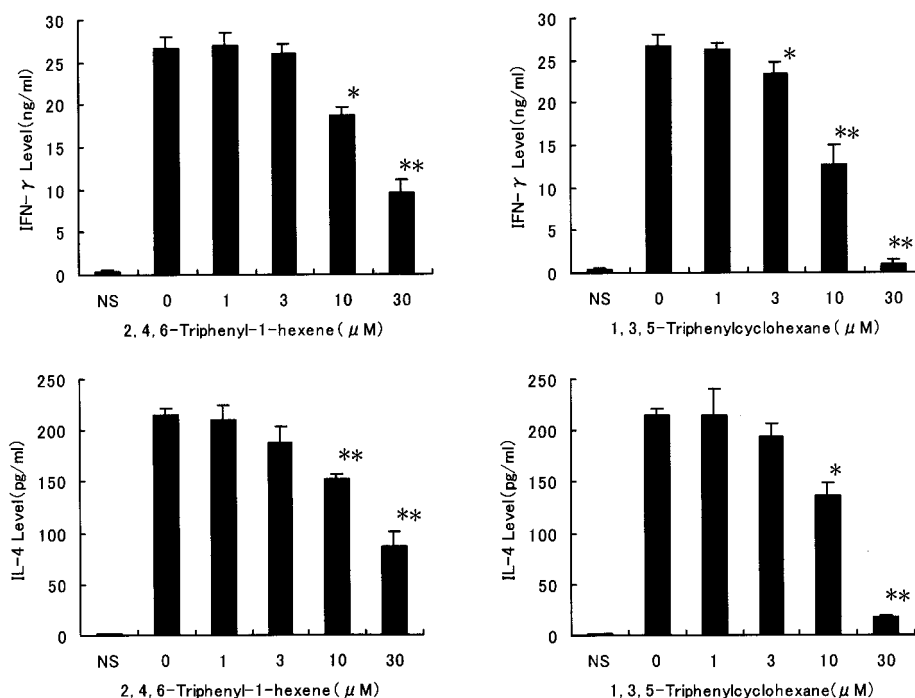 IFN-γ Level(ng/ml)
30
25
20
15
10
5
0
*
**
NS 0 1 3 10 30
2,4,6-Triphenyl-1-hexene(μM)
IFN-γ Level(ng/ml)
30
25
20
15
10
5
0
*
**
**
NS 0 1 3 10 30
1,3,5-Triphenylcyclohexane(μM)
IL-4 Level(pg/ml)
250
200
150
100
50
0
**
**
NS 0 1 3 10 30
2,4,6-Triphenyl-1-hexene(μM)
IL-4 Level(pg/ml)
250
200
150
100
50
0
*
**
NS 0 1 3 10 30
1,3,5-Triphenylcyclohexane(μM)